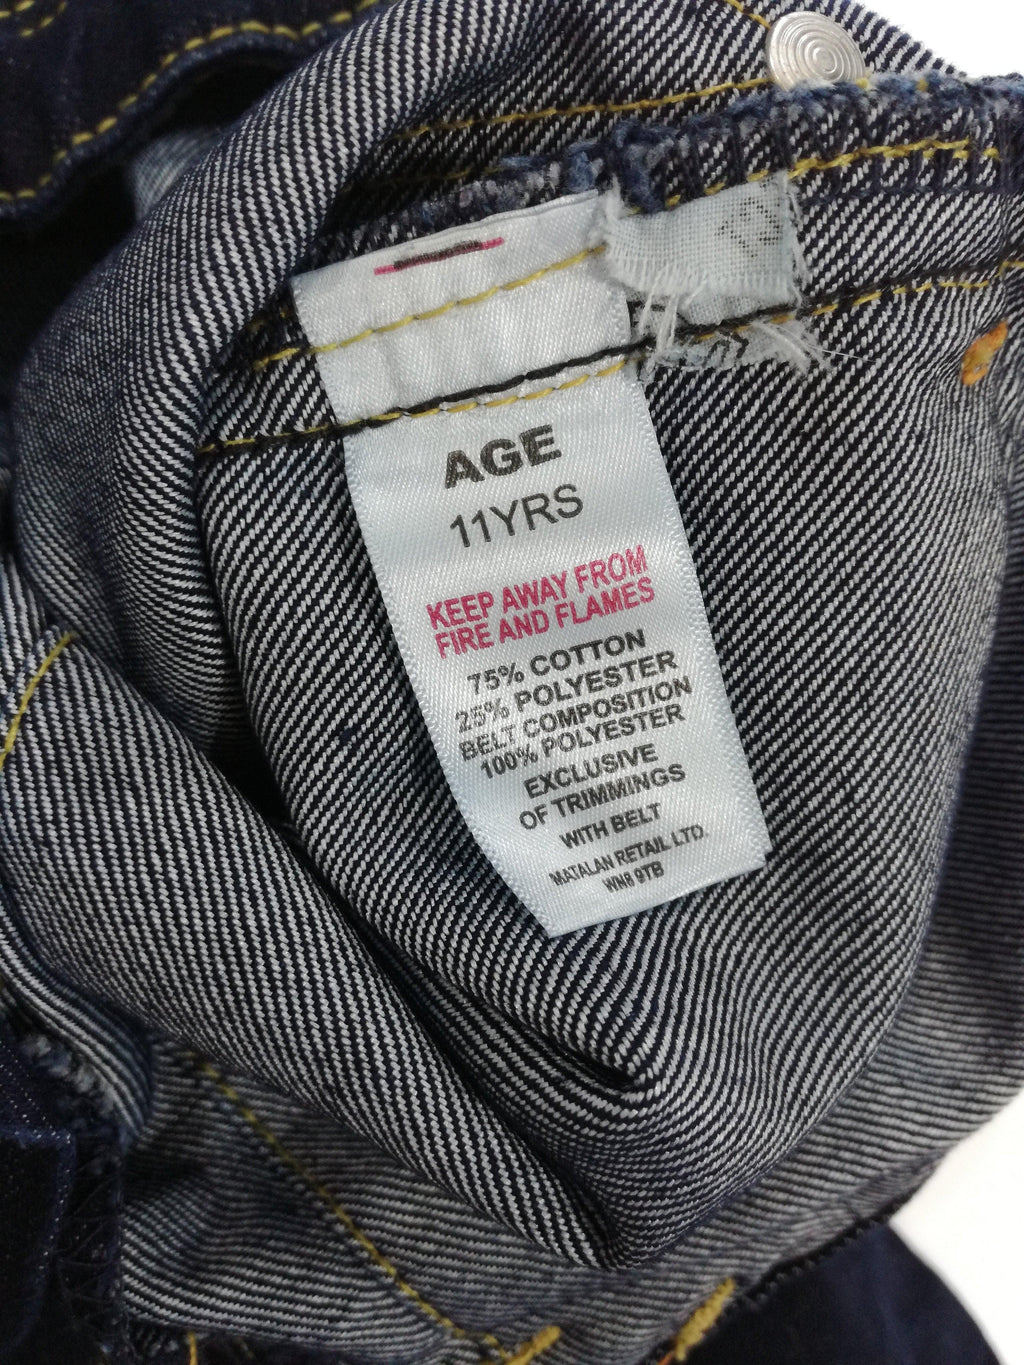 AGE
11YRS
KEEP AWAY FROM
FIRE AND FLAMES
75% COTTON
25% POLYESTER
BELT COMPOSITION
100% POLYESTER
EXCLUSIVE
OF TRIMMINGS
WITH BELT
MATALAN RETAIL LTD.
WN8 9TB